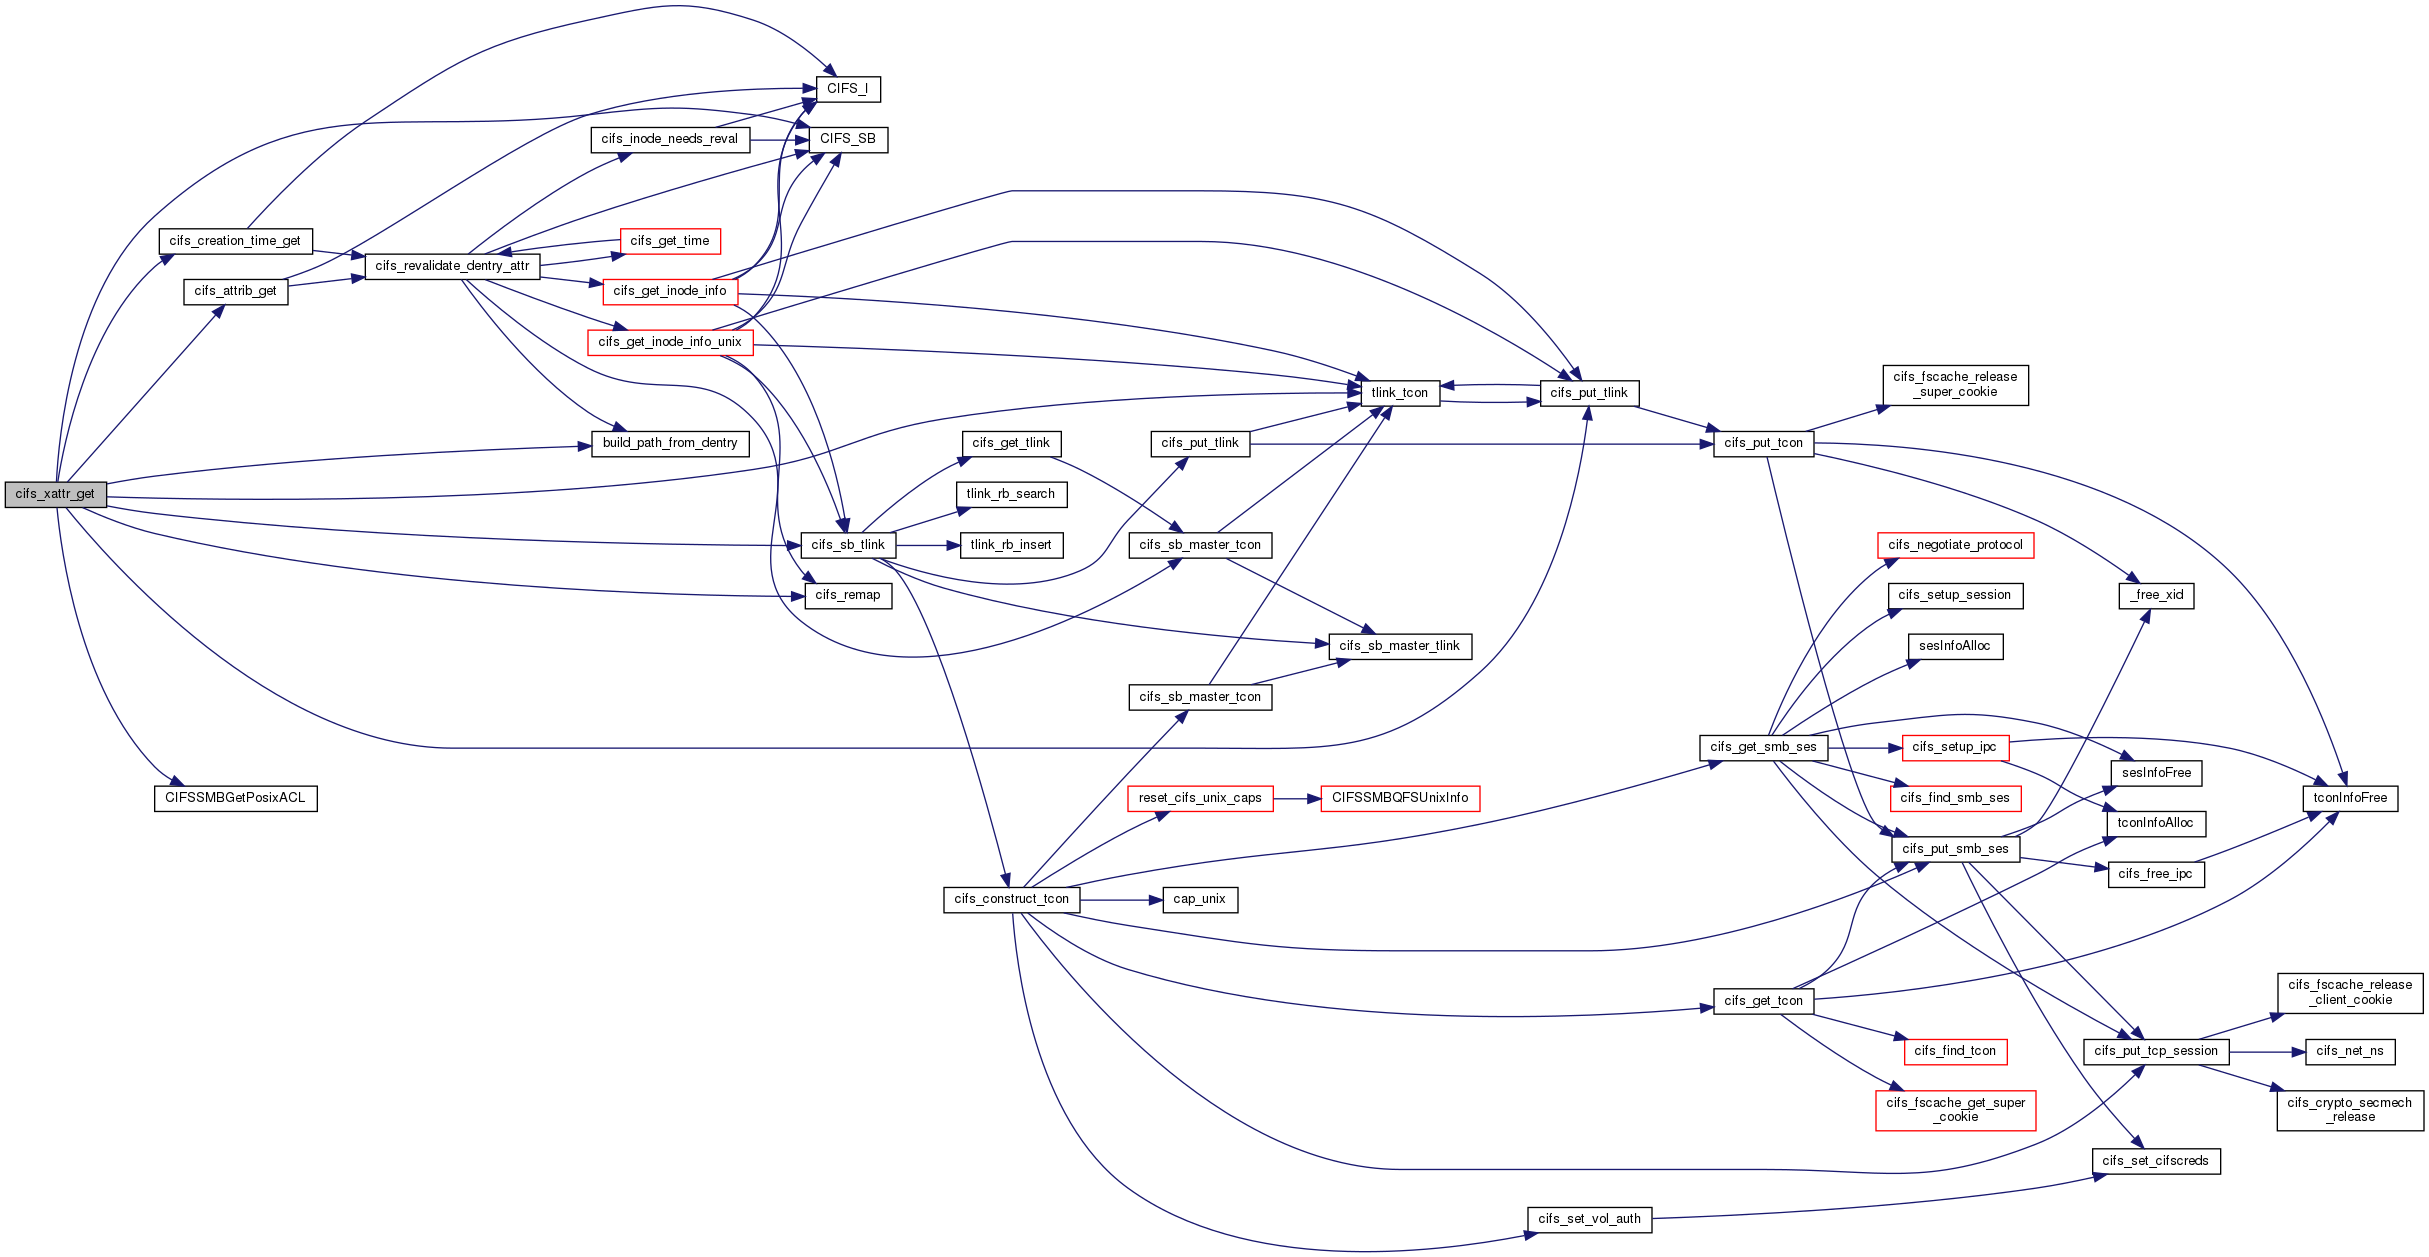 cifs_xattr_get
cifs_creation_time_get
cifs_attrib_get
CIFSSMBGetPosixACL
cifs_revalidate_dentry_attr
cifs_inode_needs_reval
cifs_get_time
cifs_get_inode_info
cifs_get_inode_info_unix
build_path_from_dentry
CIFS_I
CIFS_SB
cifs_sb_tlink
cifs_remap
cifs_get_tlink
tlink_rb_search
tlink_rb_insert
cifs_construct_tcon
cifs_put_tlink
cifs_sb_master_tcon
cifs_sb_master_tcon
reset_cifs_unix_caps
cap_unix
tlink_tcon
cifs_sb_master_tlink
CIFSSMBQFSUnixInfo
cifs_put_tlink
cifs_set_vol_auth
cifs_put_tcon
cifs_get_smb_ses
cifs_get_tcon
cifs_fscache_release
_super_cookie
cifs_negotiate_protocol
cifs_setup_session
sesInfoAlloc
cifs_setup_ipc
cifs_find_smb_ses
cifs_put_smb_ses
cifs_find_tcon
cifs_fscache_get_super
_cookie
_free_xid
sesInfoFree
tconInfoAlloc
cifs_free_ipc
cifs_put_tcp_session
cifs_set_cifscreds
tconInfoFree
cifs_fscache_release
_client_cookie
cifs_net_ns
cifs_crypto_secmech
_release